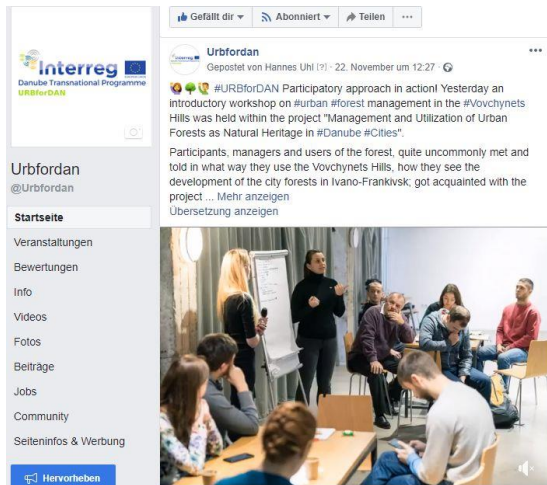 Gefällt dir
Abonniert
Teilen
Interreg
Danube Transnational Programme
URBforDAN
Urbfordan
@Urbfordan
Startseite
Veranstaltungen
Bewertungen
Info
Videos
Fotos
Beiträge
Jobs
Community
Seiteninfos & Werbung
Hervorheben
Urbfordan
Gepostet von Hannes Uhl [?] · 22. November um 12:27 ·
#URBforDAN Participatory approach in action! Yesterday an
introductory workshop on #urban #forest management in the #Vovchynets
Hills was held within the project "Management and Utilization of Urban
Forests as Natural Heritage in #Danube #Cities".
Participants, managers and users of the forest, quite uncommonly met and
told in what way they use the Vovchynets Hills, how they see the
development of the city forests in Ivano-Frankivsk; got acquainted with the
project ... Mehr anzeigen
Übersetzung anzeigen